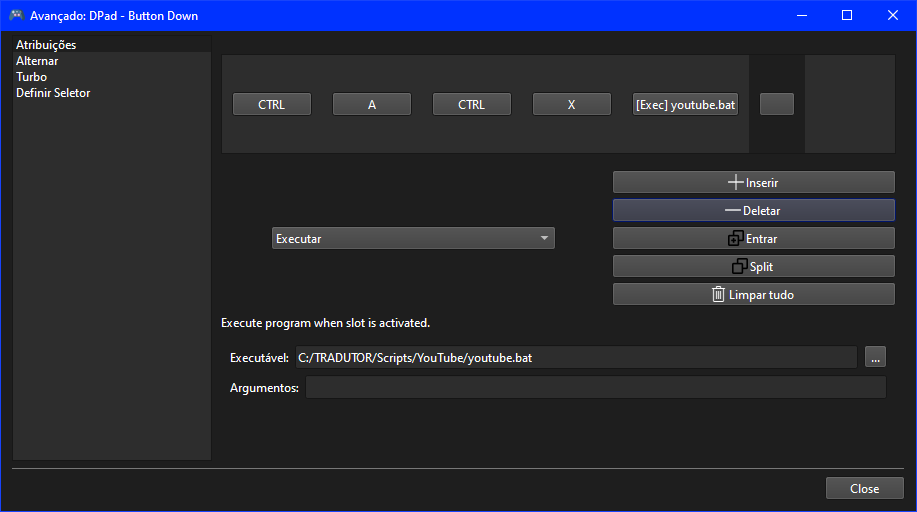 Avançado: DPad - Button Down
Atribuições
Alternar
Turbo
Definir Seletor
CTRL
A
CTRL
X
[Exec] youtube.bat
Inserir
Deletar
Executar
Entrar
Split
Limpar tudo
Execute program when slot is activated.
Executável: C:/TRADUTOR/Scripts/YouTube/youtube.bat ...
Argumentos:
Close